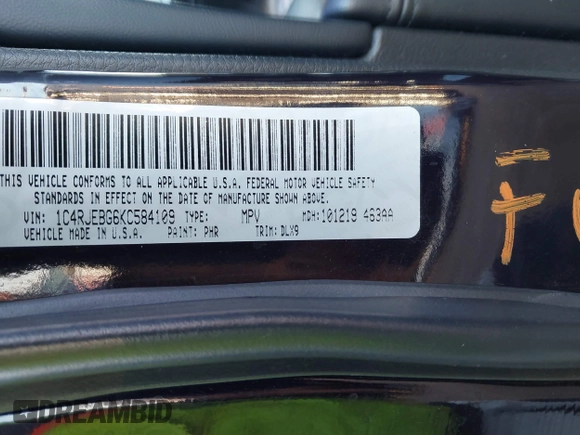 THIS VEHICLE CONFORMS TO ALL APPLICABLE U.S.A. FEDERAL MOTOR VEHICLE SAFETY
STANDARDS IN EFFECT ON THE DATE OF MANUFACTURE SHOWN ABOVE.
VIN: 1C4RJEBG6KC584109 TYPE: MPV MDH:101219 463AA
VEHICLE MADE IN U.S.A. PAINT: PHR TRIM: DLX9
DREAMBID